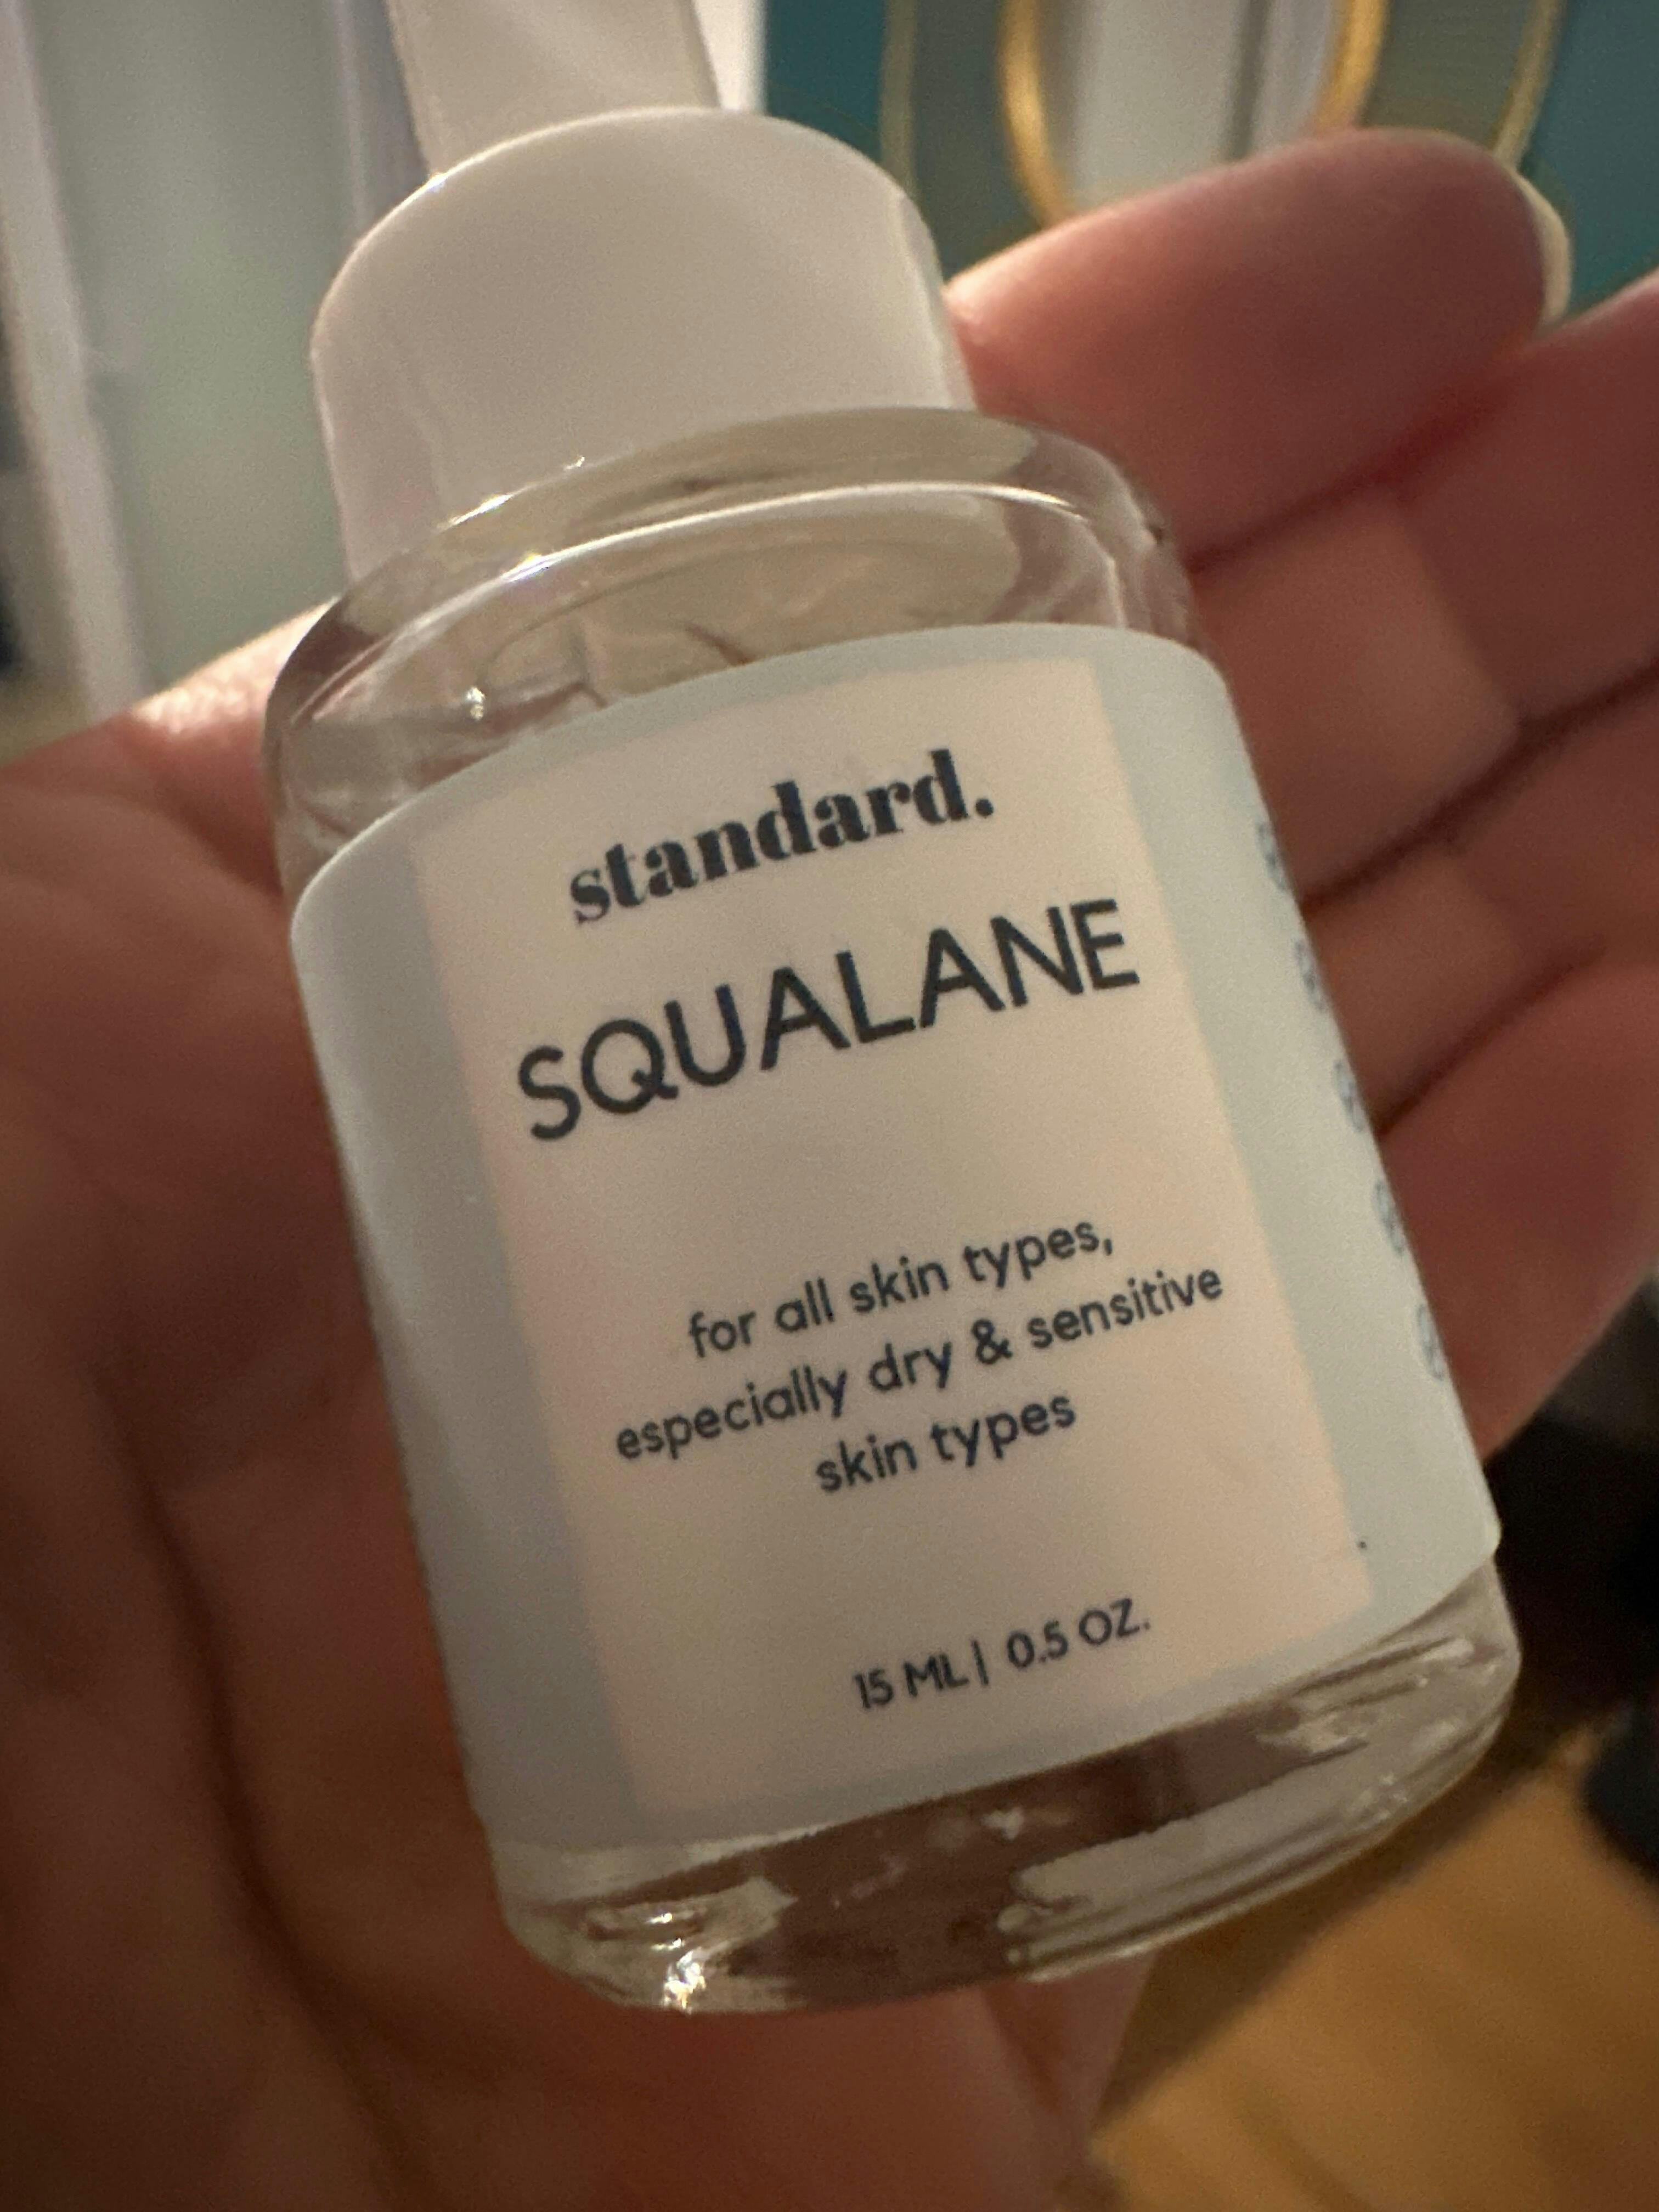 standard.
SQUALANE
for all skin types,
especially dry & sensitive
skin types
15 ML | 0.5 OZ.